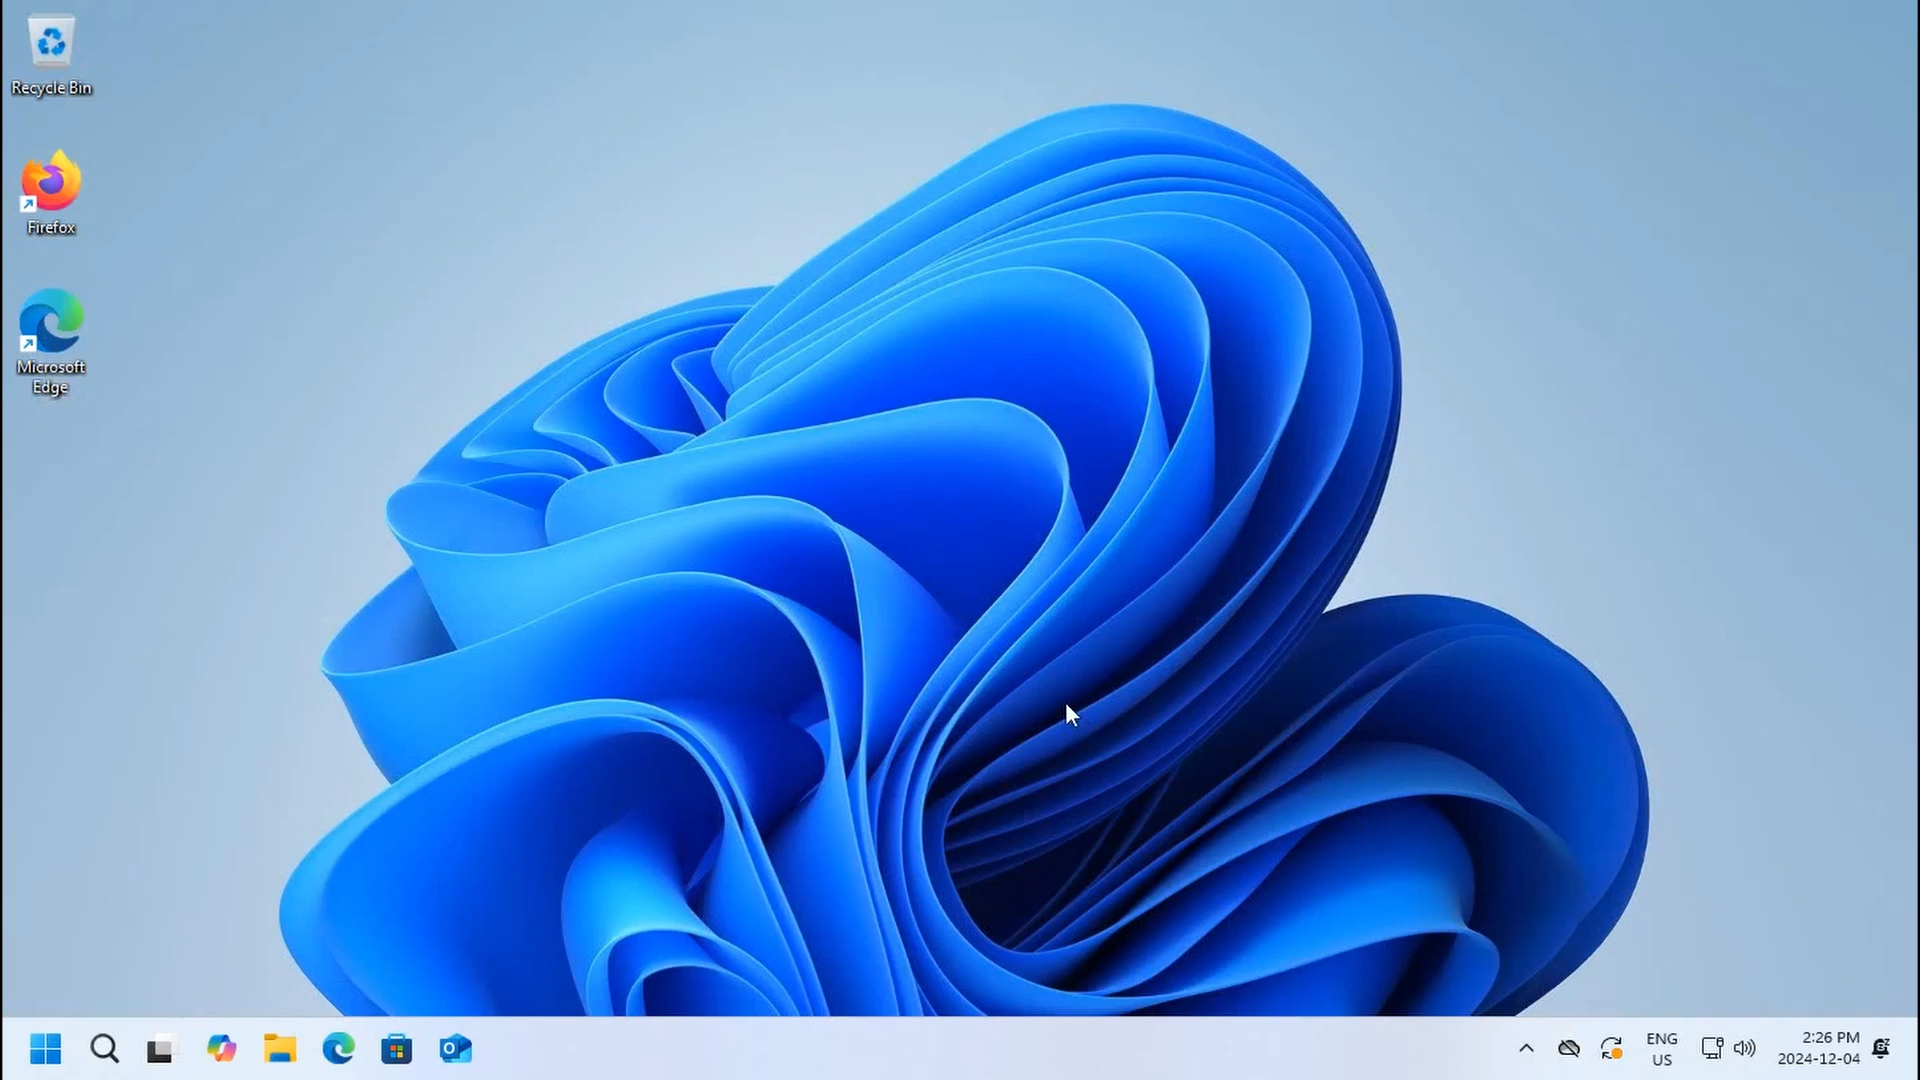 Recycle Bin
Firefox
Microsoft
Edge
ENG
US
2:26 PM
2024-12-04